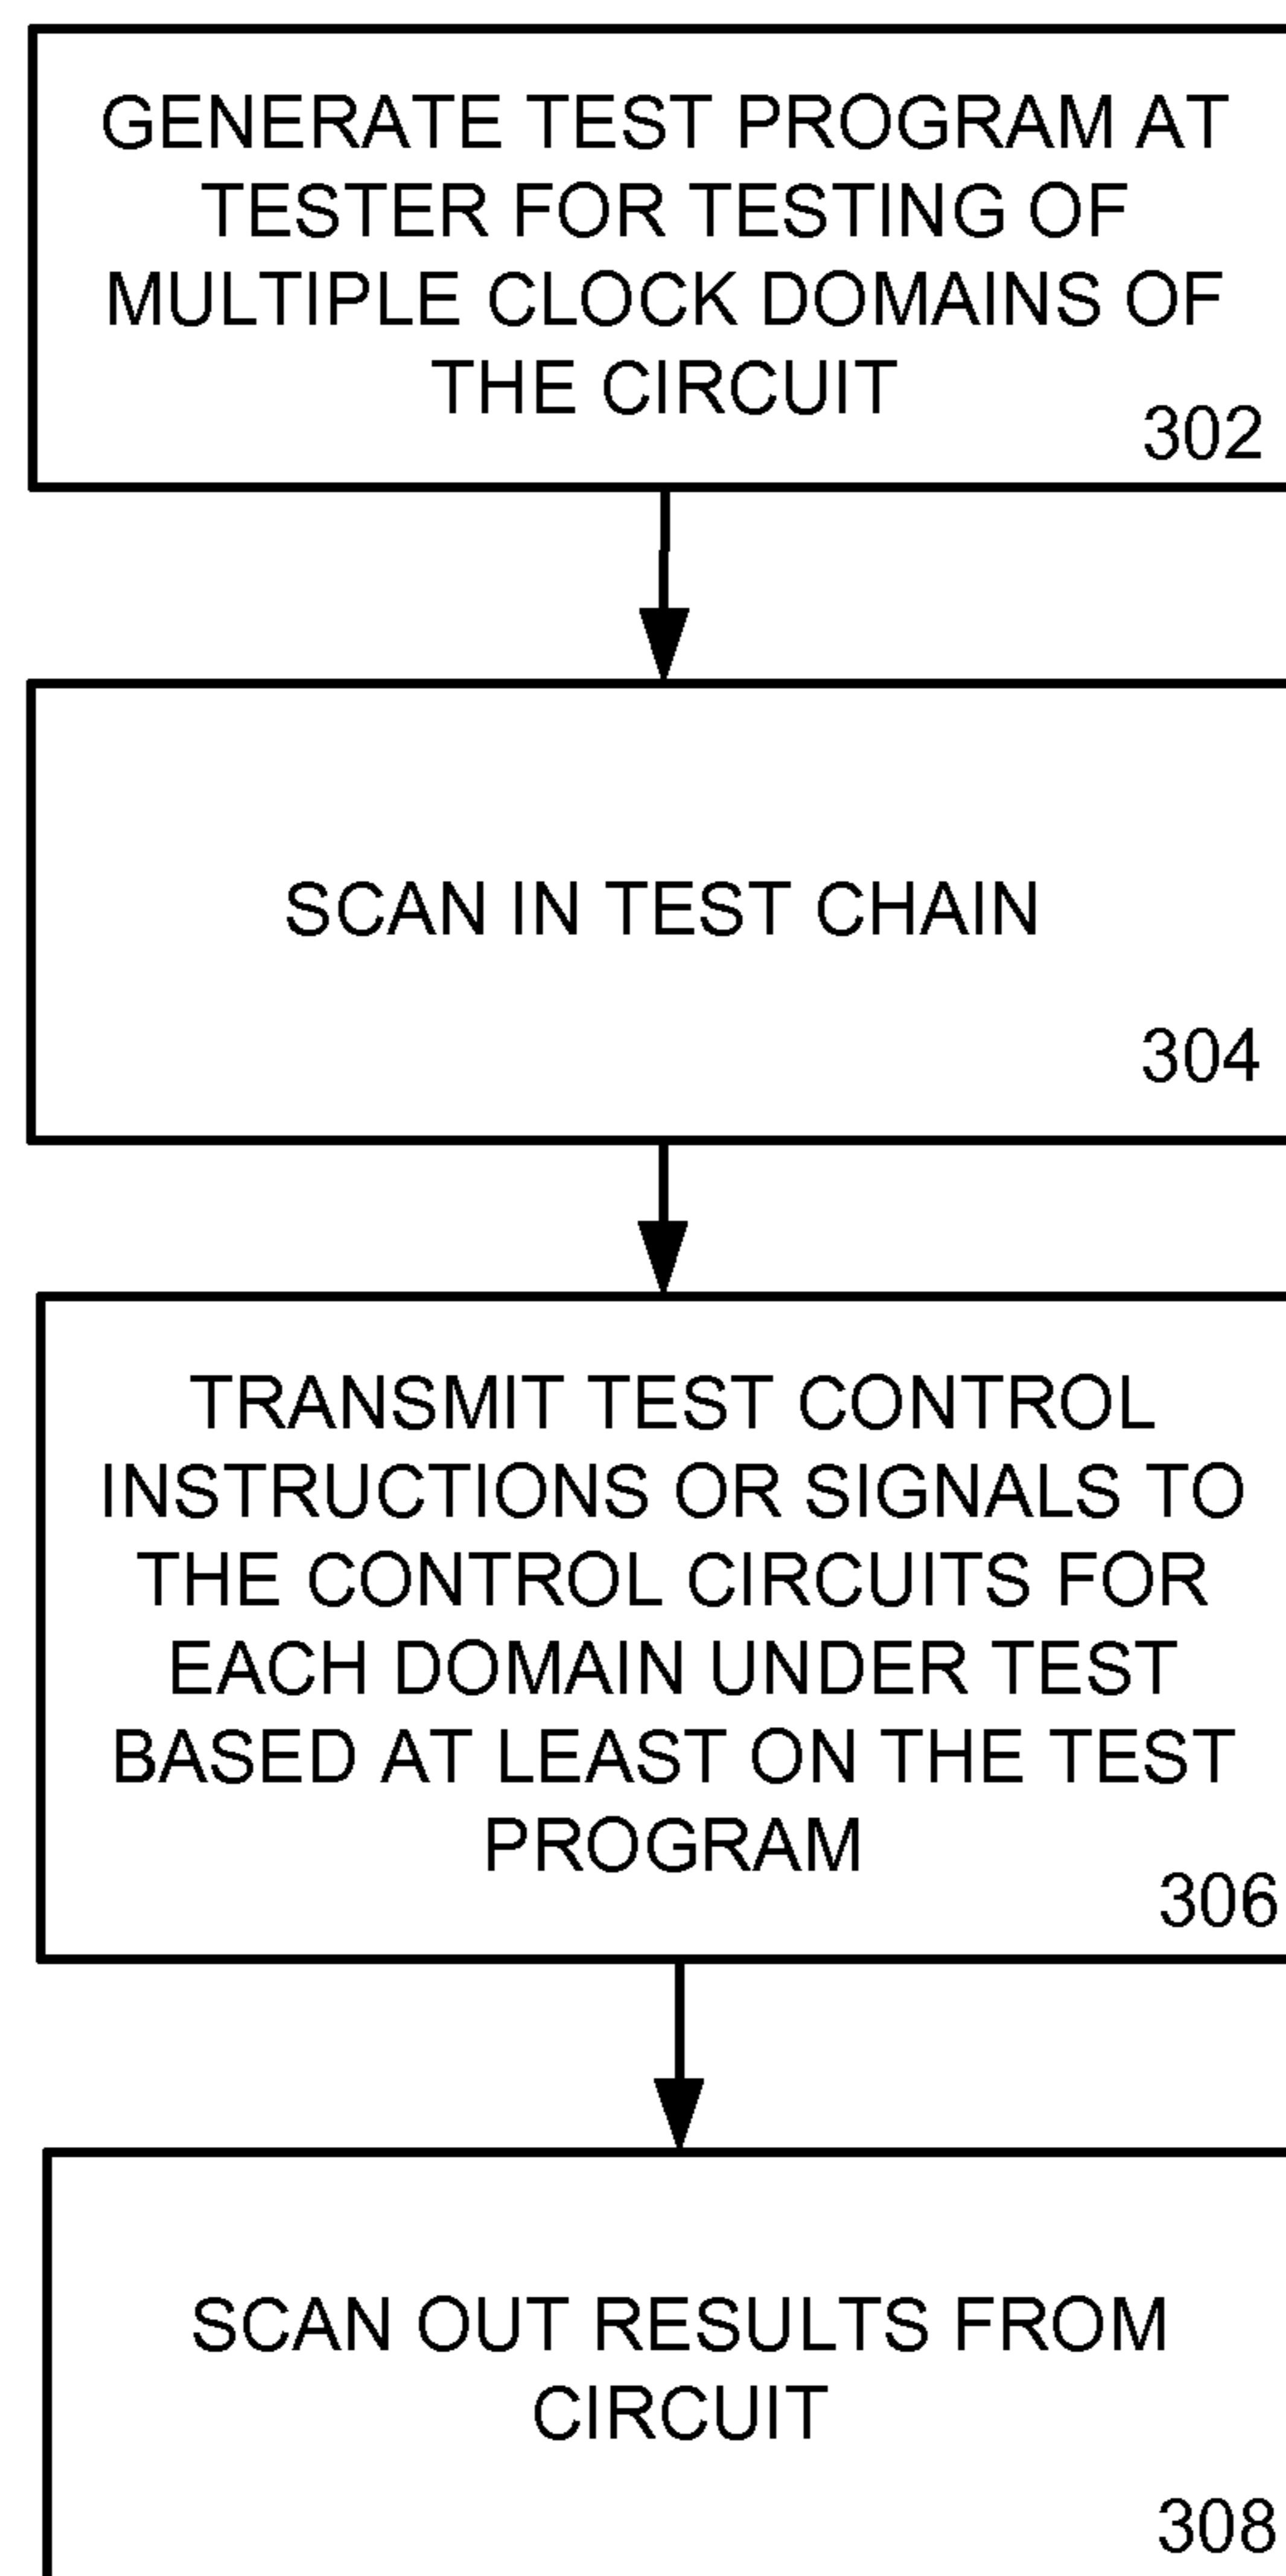 GENERATE TEST PROGRAM AT
TESTER FOR TESTING OF
MULTIPLE CLOCK DOMAINS OF
THE CIRCUIT
302
SCAN IN TEST CHAIN
304
TRANSMIT TEST CONTROL
INSTRUCTIONS OR SIGNALS TO
THE CONTROL CIRCUITS FOR
EACH DOMAIN UNDER TEST
BASED AT LEAST ON THE TEST
PROGRAM
306
SCAN OUT RESULTS FROM
CIRCUIT
308